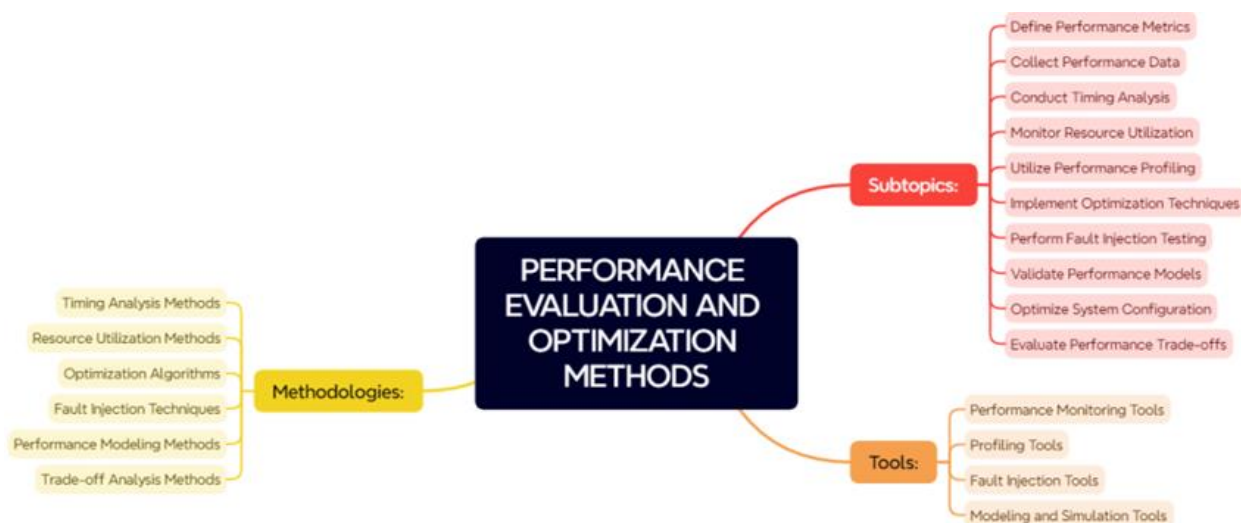 PERFORMANCE
EVALUATION AND
OPTIMIZATION
METHODS
Subtopics:
Define Performance Metrics
Collect Performance Data
Conduct Timing Analysis
Monitor Resource Utilization
Utilize Performance Profiling
Implement Optimization Techniques
Perform Fault Injection Testing
Validate Performance Models
Optimize System Configuration
Evaluate Performance Trade-offs
Tools:
Performance Monitoring Tools
Profiling Tools
Fault Injection Tools
Modeling and Simulation Tools
Methodologies:
Timing Analysis Methods
Resource Utilization Methods
Optimization Algorithms
Fault Injection Techniques
Performance Modeling Methods
Trade-off Analysis Methods